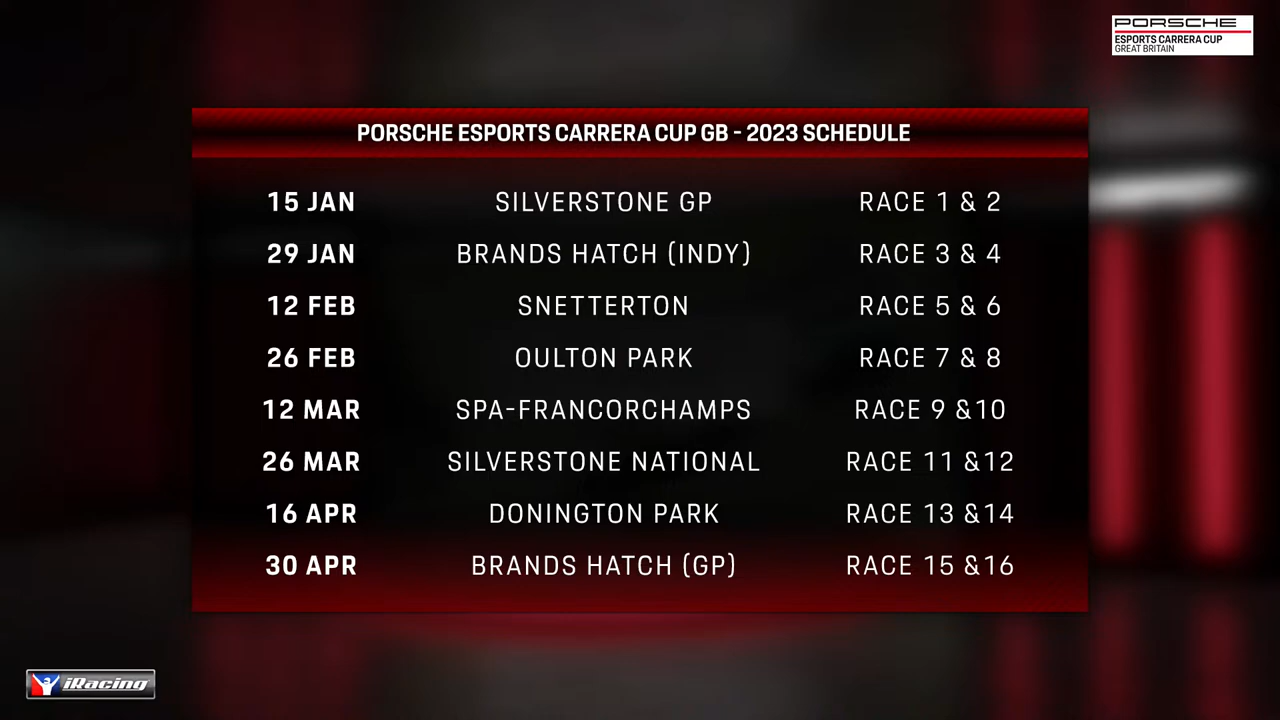 PORSCHE
ESPORTS CARRERA CUP
GREAT BRITAIN
PORSCHE ESPORTS CARRERA CUP GB - 2023 SCHEDULE
15 JAN SILVERSTONE GP RACE 1 & 2
29 JAN BRANDS HATCH (INDY) RACE 3 & 4
12 FEB SNETTERTON RACE 5 & 6
26 FEB OULTON PARK RACE 7 & 8
12 MAR SPA-FRANCORCHAMPS RACE 9 &10
26 MAR SILVERSTONE NATIONAL RACE 11 &12
16 APR DONINGTON PARK RACE 13 &14
30 APR BRANDS HATCH (GP) RACE 15 &16
iRacing